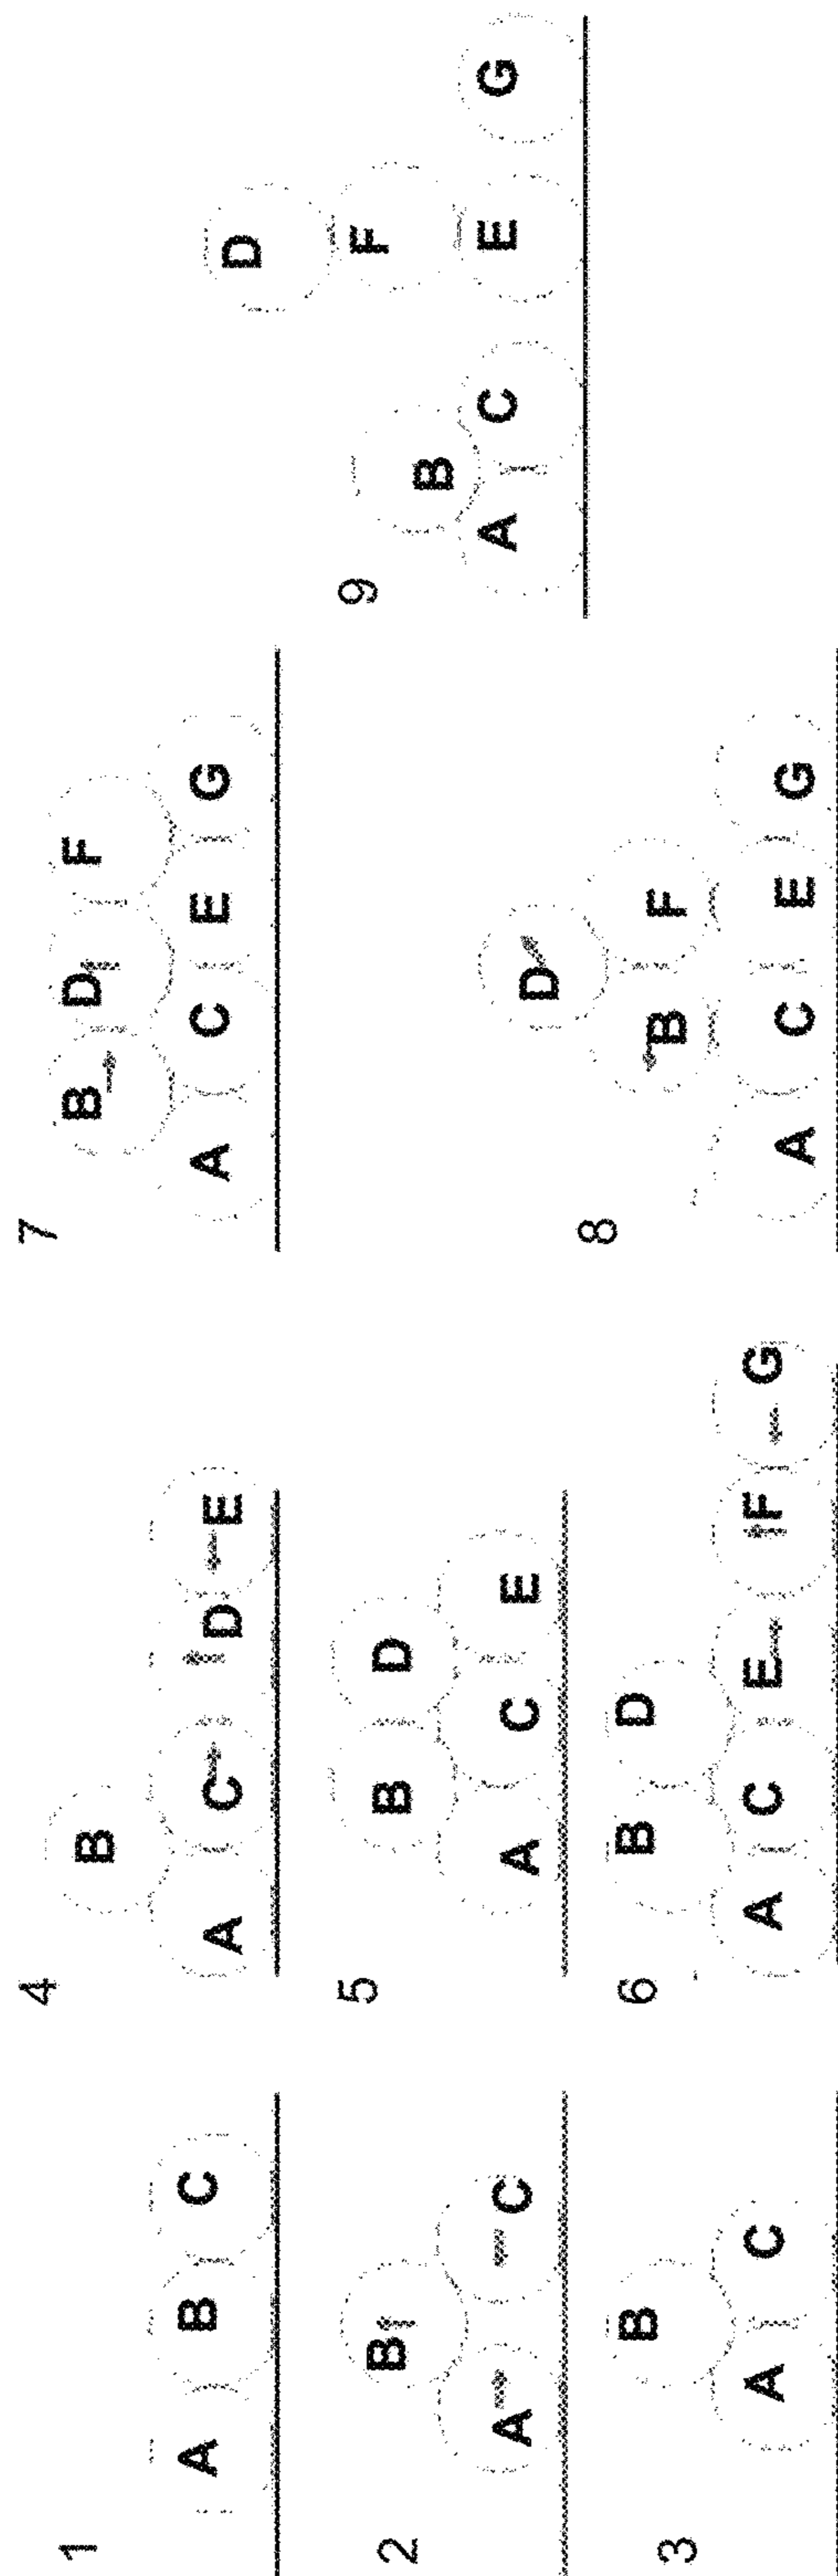 1
A B C
2
B
A C
3
B
A C
4
B
A C D E
5
B D
A C E
6
B D
A C E F G
7
B D F
A C E G
8
D
B F
A C E G
9
D
B F
A C E G